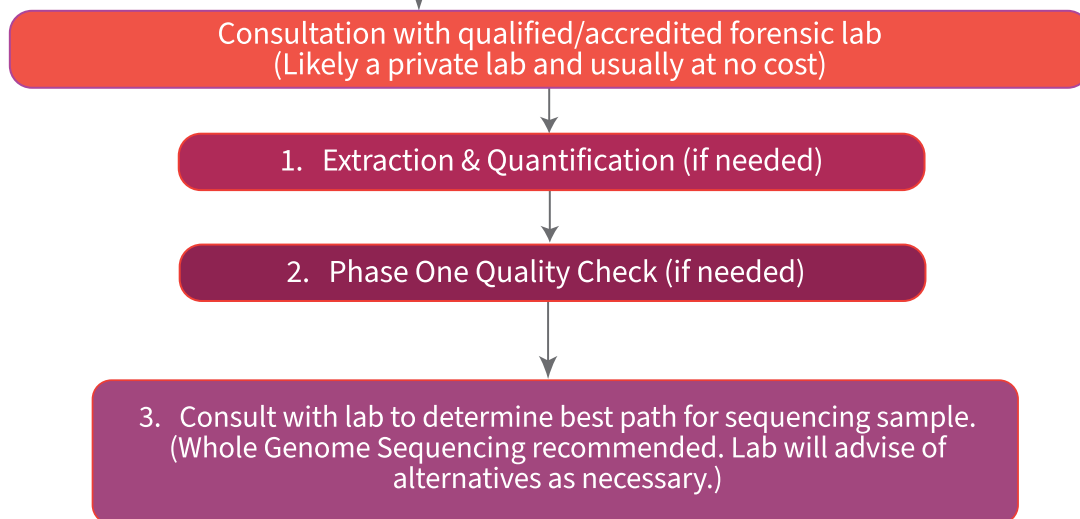 Consultation with qualified/accredited forensic lab
(Likely a private lab and usually at no cost)
1. Extraction & Quantification (if needed)
2. Phase One Quality Check (if needed)
3. Consult with lab to determine best path for sequencing sample.
(Whole Genome Sequencing recommended. Lab will advise of
alternatives as necessary.)